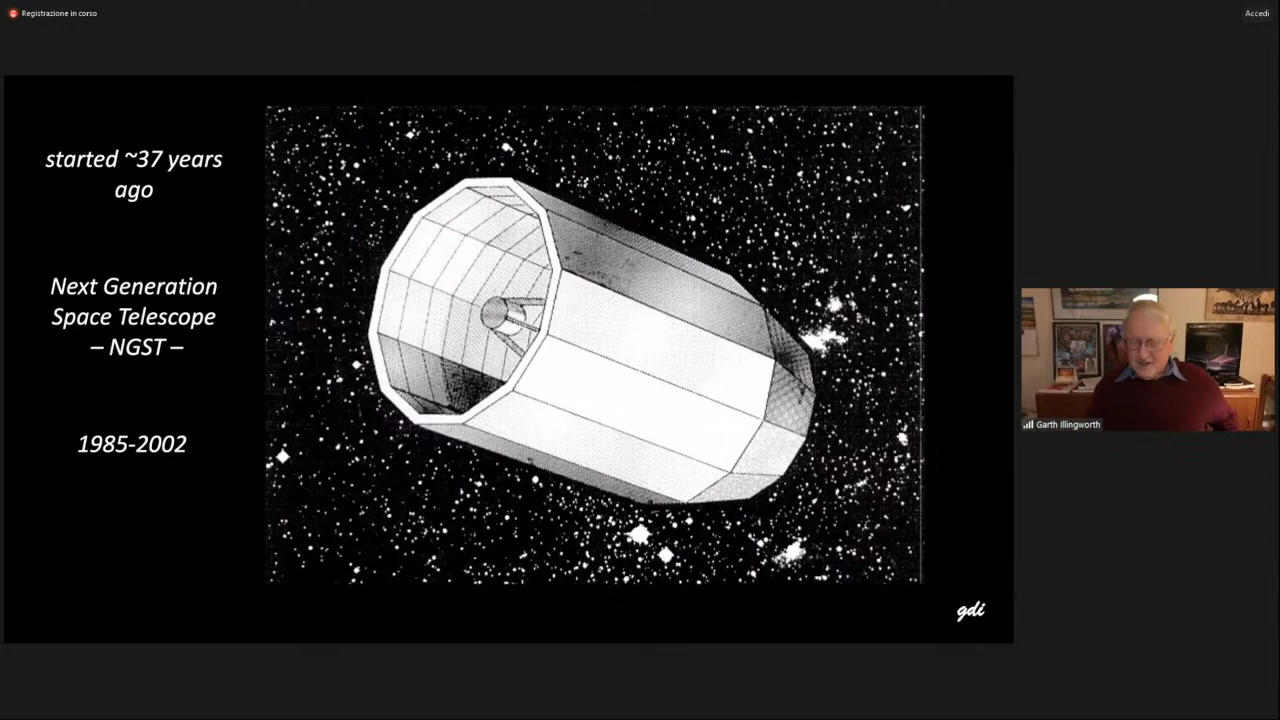 Registrazione in corso
Accedi
started ~37 years
ago
Next Generation
Space Telescope
– NGST –
1985-2002
gdi
Garth Illingworth